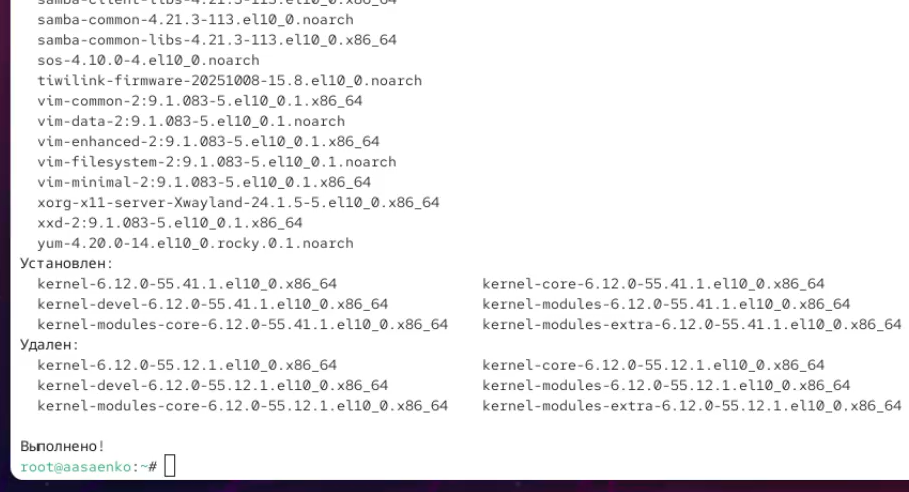 samba-client-libs-4.21.3-113.el10_0.x86_64
samba-common-4.21.3-113.el10_0.noarch
samba-common-libs-4.21.3-113.el10_0.x86_64
sos-4.10.0-4.el10_0.noarch
tiwilink-firmware-20251008-15.8.el10_0.noarch
vim-common-2:9.1.083-5.el10_0.1.x86_64
vim-data-2:9.1.083-5.el10_0.1.noarch
vim-enhanced-2:9.1.083-5.el10_0.1.x86_64
vim-filesystem-2:9.1.083-5.el10_0.1.noarch
vim-minimal-2:9.1.083-5.el10_0.1.x86_64
xorg-x11-server-Xwayland-24.1.5-5.el10_0.x86_64
xxd-2:9.1.083-5.el10_0.1.x86_64
yum-4.20.0-14.el10_0.rocky.0.1.noarch
Установлен:
kernel-6.12.0-55.41.1.el10_0.x86_64 kernel-core-6.12.0-55.41.1.el10_0.x86_64
kernel-devel-6.12.0-55.41.1.el10_0.x86_64 kernel-modules-6.12.0-55.41.1.el10_0.x86_64
kernel-modules-core-6.12.0-55.41.1.el10_0.x86_64 kernel-modules-extra-6.12.0-55.41.1.el10_0.x86_64
Удален:
kernel-6.12.0-55.12.1.el10_0.x86_64 kernel-core-6.12.0-55.12.1.el10_0.x86_64
kernel-devel-6.12.0-55.12.1.el10_0.x86_64 kernel-modules-6.12.0-55.12.1.el10_0.x86_64
kernel-modules-core-6.12.0-55.12.1.el10_0.x86_64 kernel-modules-extra-6.12.0-55.12.1.el10_0.x86_64
Выполнено!
root@aasaenko:~#